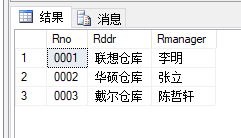 结果 消息
Rno Rddr Rmanager
1 0001 联想仓库 李明
2 0002 华硕仓库 张立
3 0003 戴尔仓库 陈哲轩